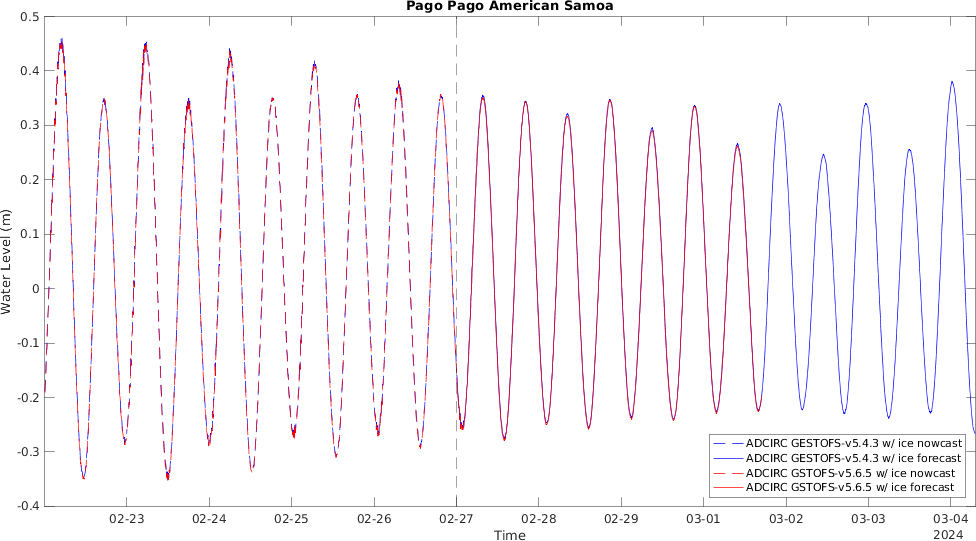 Pago Pago American Samoa
0.5
0.4
0.3
0.2
0.1
0
-0.1
-0.2
-0.3
-0.4
Water Level (m)
02-23 02-24 02-25 02-26 02-27 02-28 02-29 03-01 03-02 03-03 03-04
2024
Time
ADCIRC GESTOFS-v5.4.3 w/ ice nowcast
ADCIRC GESTOFS-v5.4.3 w/ ice forecast
ADCIRC GSTOFS-v5.6.5 w/ ice nowcast
ADCIRC GSTOFS-v5.6.5 w/ ice forecast